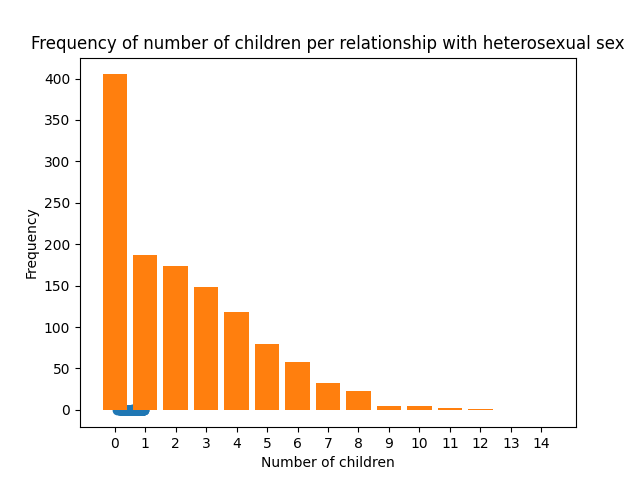 Frequency of number of children per relationship with heterosexual sex
400
350
300
250
200
150
100
50
0
Frequency
0 1 2 3 4 5 6 7 8 9 10 11 12 13 14
Number of children